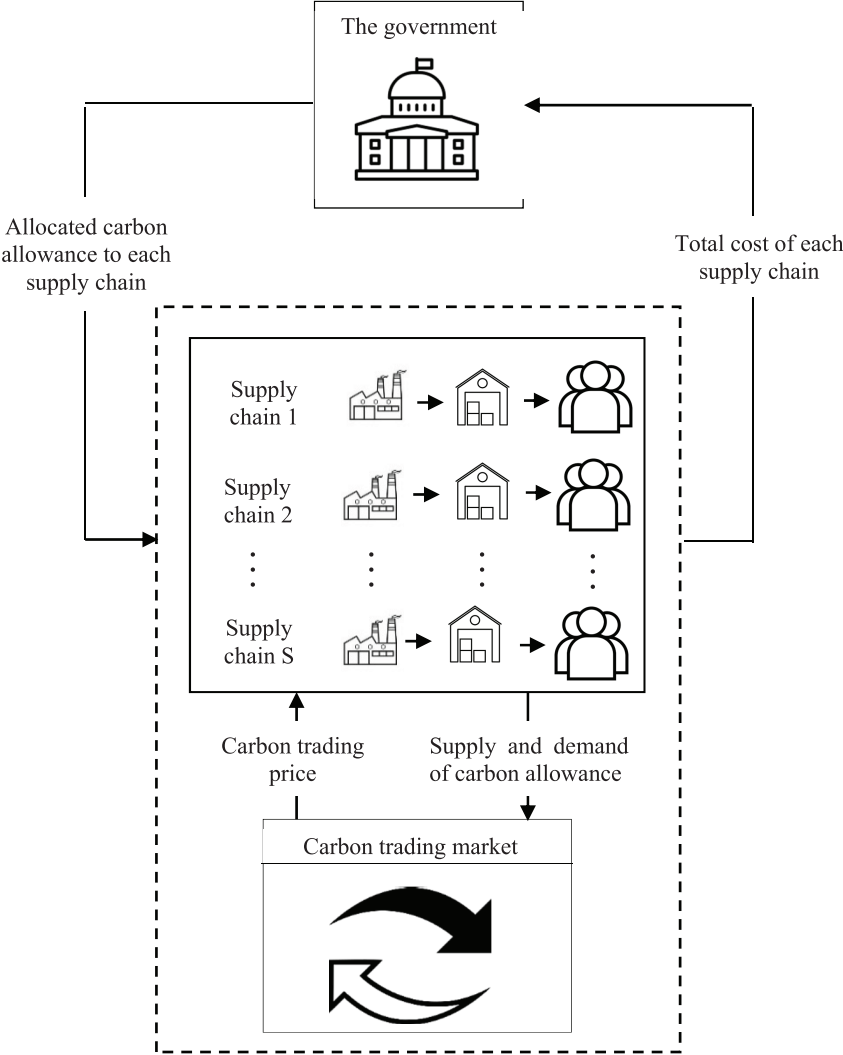 The government
Allocated carbon
allowance to each
supply chain
Total cost of each
supply chain
Supply
chain 1
Supply
chain 2
Supply
chain S
Carbon trading
price
Supply and demand
of carbon allowance
Carbon trading market